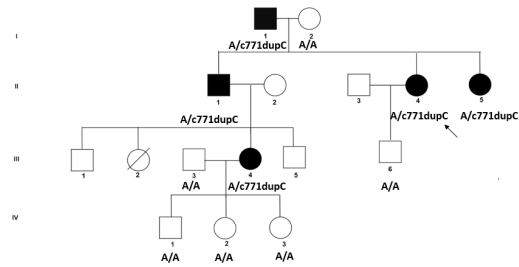 I
1 2
A/c771dupC A/A
II
1 2 3 4 5
A/c771dupC A/c771dupC A/c771dupC
III
1 2 3 4 5 6
A/A A/c771dupC A/A
IV
1 2 3
A/A A/A A/A